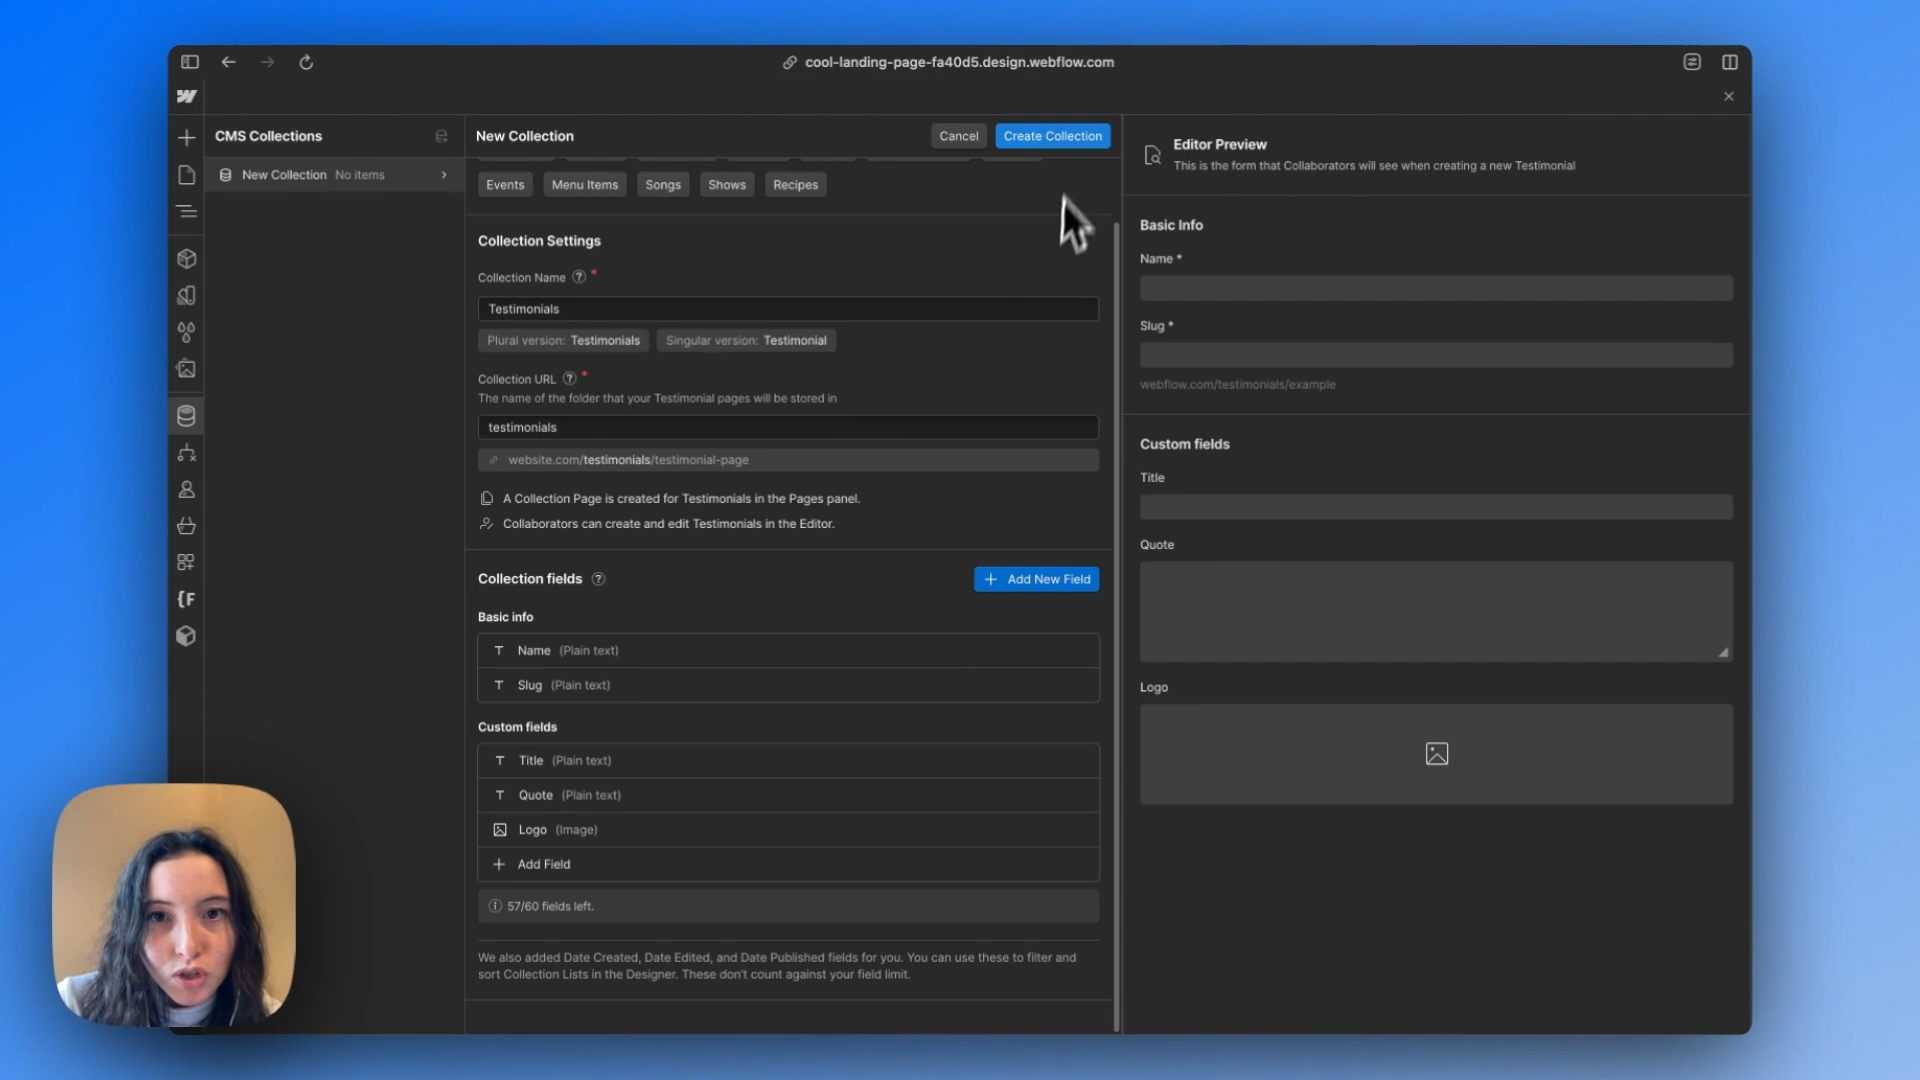 cool-landing-page-fa40d5.design.webflow.com
CMS Collections
New Collection No items
New Collection
Cancel
Create Collection
Events
Menu Items
Songs
Shows
Recipes
Collection Settings
Collection Name ? *
Testimonials
Plural version: Testimonials
Singular version: Testimonial
Collection URL ? *
The name of the folder that your Testimonial pages will be stored in
testimonials
website.com/testimonials/testimonial-page
A Collection Page is created for Testimonials in the Pages panel.
Collaborators can create and edit Testimonials in the Editor.
Collection fields ?
Add New Field
Basic info
Name (Plain text)
Slug (Plain text)
Custom fields
Title (Plain text)
Quote (Plain text)
Logo (Image)
Add Field
57/60 fields left.
We also added Date Created, Date Edited, and Date Published fields for you. You can use these to filter and
sort Collection Lists in the Designer. These don't count against your field limit.
Editor Preview
This is the form that Collaborators will see when creating a new Testimonial
Basic Info
Name *
Slug *
webflow.com/testimonials/example
Custom fields
Title
Quote
Logo
{F